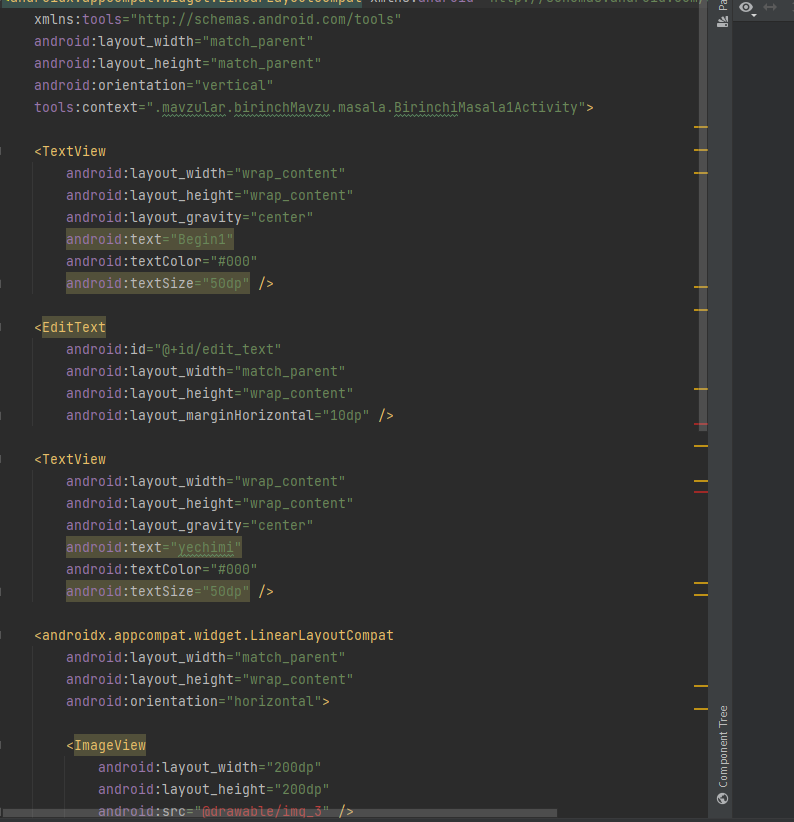 <androidx.appcompat.widget.LinearLayoutCompat xmlns:android="http://schemas.android.com/
xmlns:tools="http://schemas.android.com/tools"
android:layout_width="match_parent"
android:layout_height="match_parent"
android:orientation="vertical"
tools:context=".mavzular.birinchMavzu.masala.BirinchiMasala1Activity">
<TextView
android:layout_width="wrap_content"
android:layout_height="wrap_content"
android:layout_gravity="center"
android:text="Begin1"
android:textColor="#000"
android:textSize="50dp" />
<EditText
android:id="@+id/edit_text"
android:layout_width="match_parent"
android:layout_height="wrap_content"
android:layout_marginHorizontal="10dp" />
<TextView
android:layout_width="wrap_content"
android:layout_height="wrap_content"
android:layout_gravity="center"
android:text="yechimi"
android:textColor="#000"
android:textSize="50dp" />
<androidx.appcompat.widget.LinearLayoutCompat
android:layout_width="match_parent"
android:layout_height="wrap_content"
android:orientation="horizontal">
<ImageView
android:layout_width="200dp"
android:layout_height="200dp"
android:src="@drawable/img_3" />
Pa
Component Tree